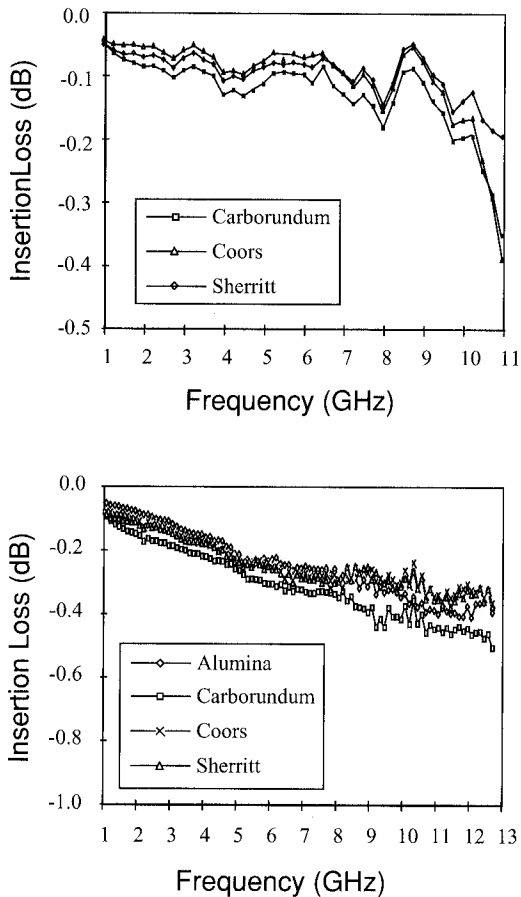 0.0
-0.1
-0.2
-0.3
-0.4
-0.5
InsertionLoss (dB)
Carborundum
Coors
Sherritt
1 2 3 4 5 6 7 8 9 10 11
Frequency (GHz)
0.0
-0.2
-0.4
-0.6
-0.8
-1.0
Insertion Loss (dB)
Alumina
Carborundum
Coors
Sherritt
1 2 3 4 5 6 7 8 9 10 11 12 13
Frequency (GHz)